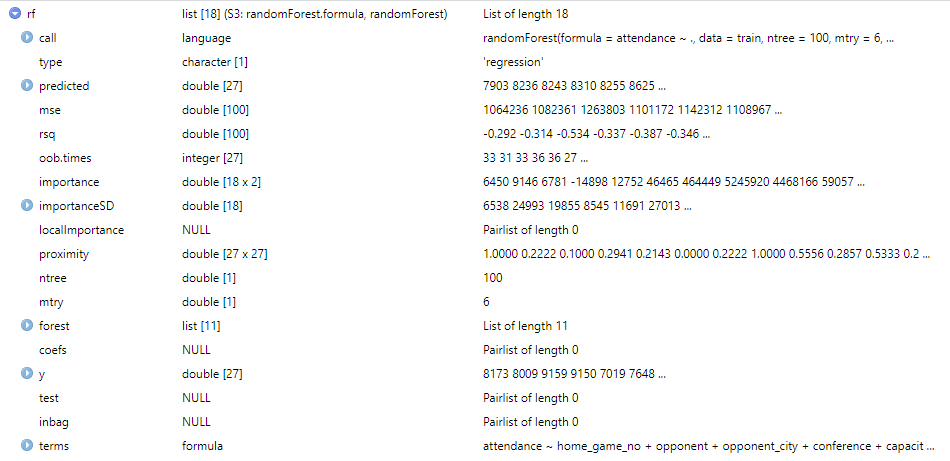 rf list [18] (S3: randomForest.formula, randomForest) List of length 18
call language randomForest(formula = attendance ~ ., data = train, ntree = 100, mtry = 6, ...
type character [1] 'regression'
predicted double [27] 7903 8236 8243 8310 8255 8625 ...
mse double [100] 1064236 1082361 1263803 1101172 1142312 1108967 ...
rsq double [100] -0.292 -0.314 -0.534 -0.337 -0.387 -0.346 ...
oob.times integer [27] 33 31 33 36 36 27 ...
importance double [18 x 2] 6450 9146 6781 -14898 12752 46465 464449 5245920 4468166 59057 ...
importanceSD double [18] 6538 24993 19855 8545 11691 27013 ...
localImportance NULL Pairlist of length 0
proximity double [27 x 27] 1.0000 0.2222 0.1000 0.2941 0.2143 0.0000 0.2222 1.0000 0.5556 0.2857 0.5333 0.2 ...
ntree double [1] 100
mtry double [1] 6
forest list [11] List of length 11
coefs NULL Pairlist of length 0
y double [27] 8173 8009 9159 9150 7019 7648 ...
test NULL Pairlist of length 0
inbag NULL Pairlist of length 0
terms formula attendance ~ home_game_no + opponent + opponent_city + conference + capacit ...